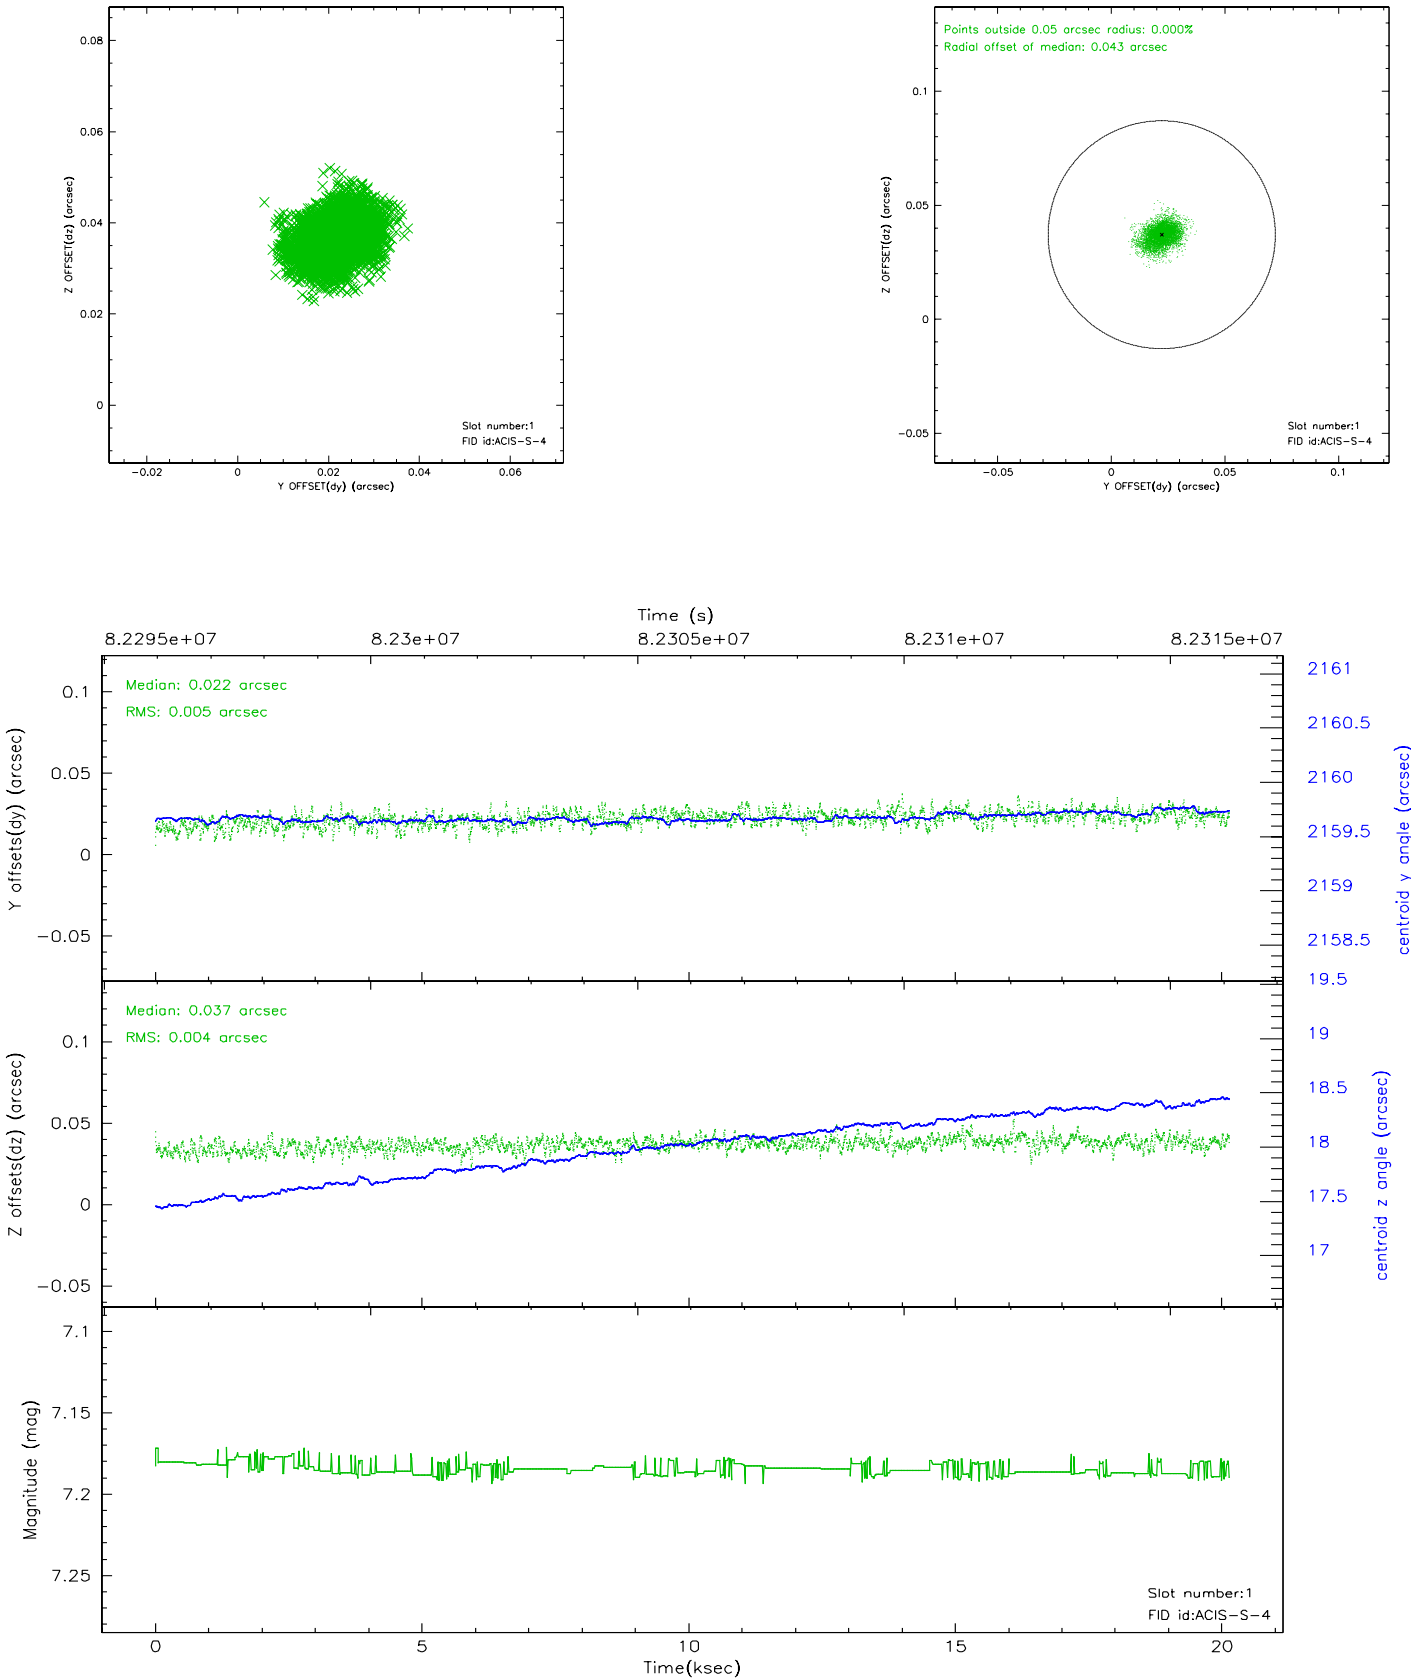 0.08
0.06
0.04
0.02
0
Z OFFSET(dz) (arcsec)
Slot number:1
FID id:ACIS-S-4
-0.02 0 0.02 0.04 0.06
Y OFFSET(dy) (arcsec)
Points outside 0.05 arcsec radius: 0.000%
Radial offset of median: 0.043 arcsec
0.1
0.05
0
-0.05
Z OFFSET(dz) (arcsec)
Slot number:1
FID id:ACIS-S-4
-0.05 0 0.05 0.1
Y OFFSET(dy) (arcsec)
Time (s)
8.2295e+07 8.23e+07 8.2305e+07 8.231e+07 8.2315e+07
Median: 0.022 arcsec
RMS: 0.005 arcsec
0.1
0.05
0
-0.05
Y offsets(dy) (arcsec)
2161
2160.5
2160
2159.5
2159
2158.5
centroid y angle (arcsec)
Median: 0.037 arcsec
RMS: 0.004 arcsec
0.1
0.05
0
-0.05
Z offsets(dz) (arcsec)
19.5
19
18.5
18
17.5
17
centroid z angle (arcsec)
7.1
7.15
7.2
7.25
Magnitude (mag)
Slot number:1
FID id:ACIS-S-4
0 5 10 15 20
Time(ksec)